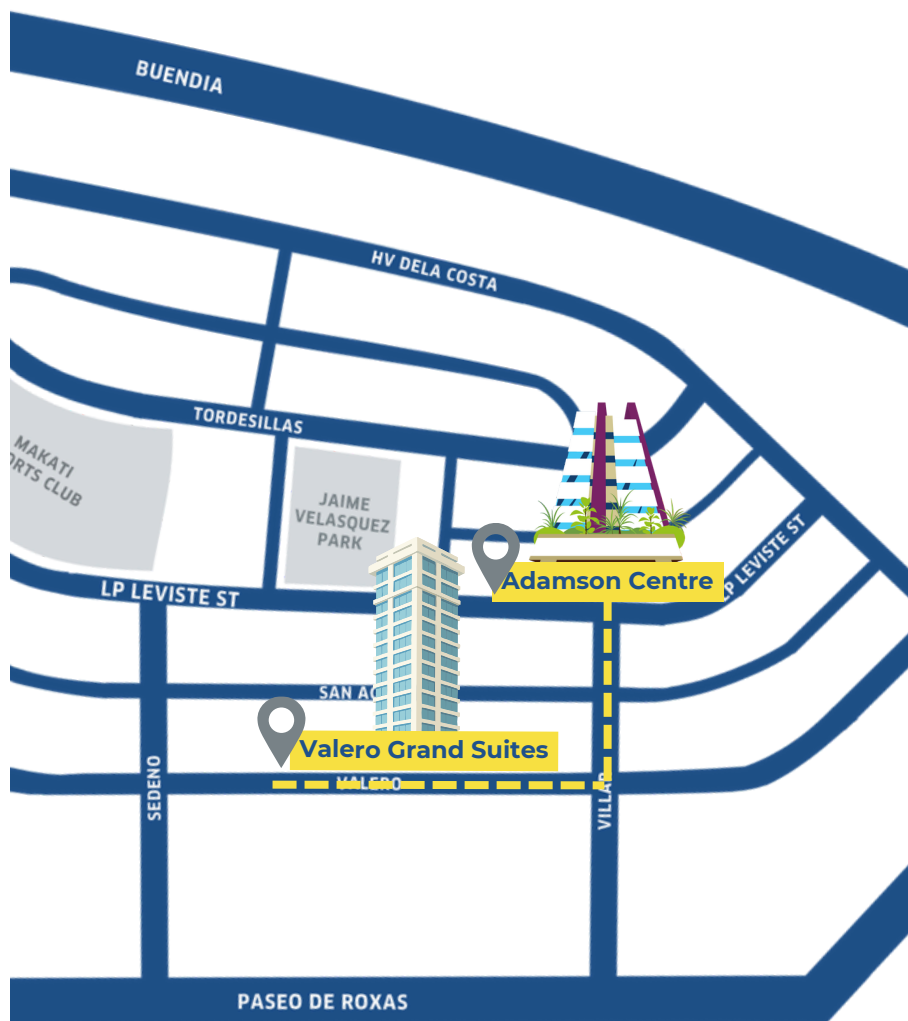 BUENDIA
HV DELA COSTA
TORDESILLAS
MAKATI
ORTS CLUB
JAIME
VELASQUEZ
PARK
LP LEVISTE ST
Adamson Centre
LP LEVISTE ST
SAN A
Valero Grand Suites
VALERO
SEDENO
VILLAR
PASEO DE ROXAS